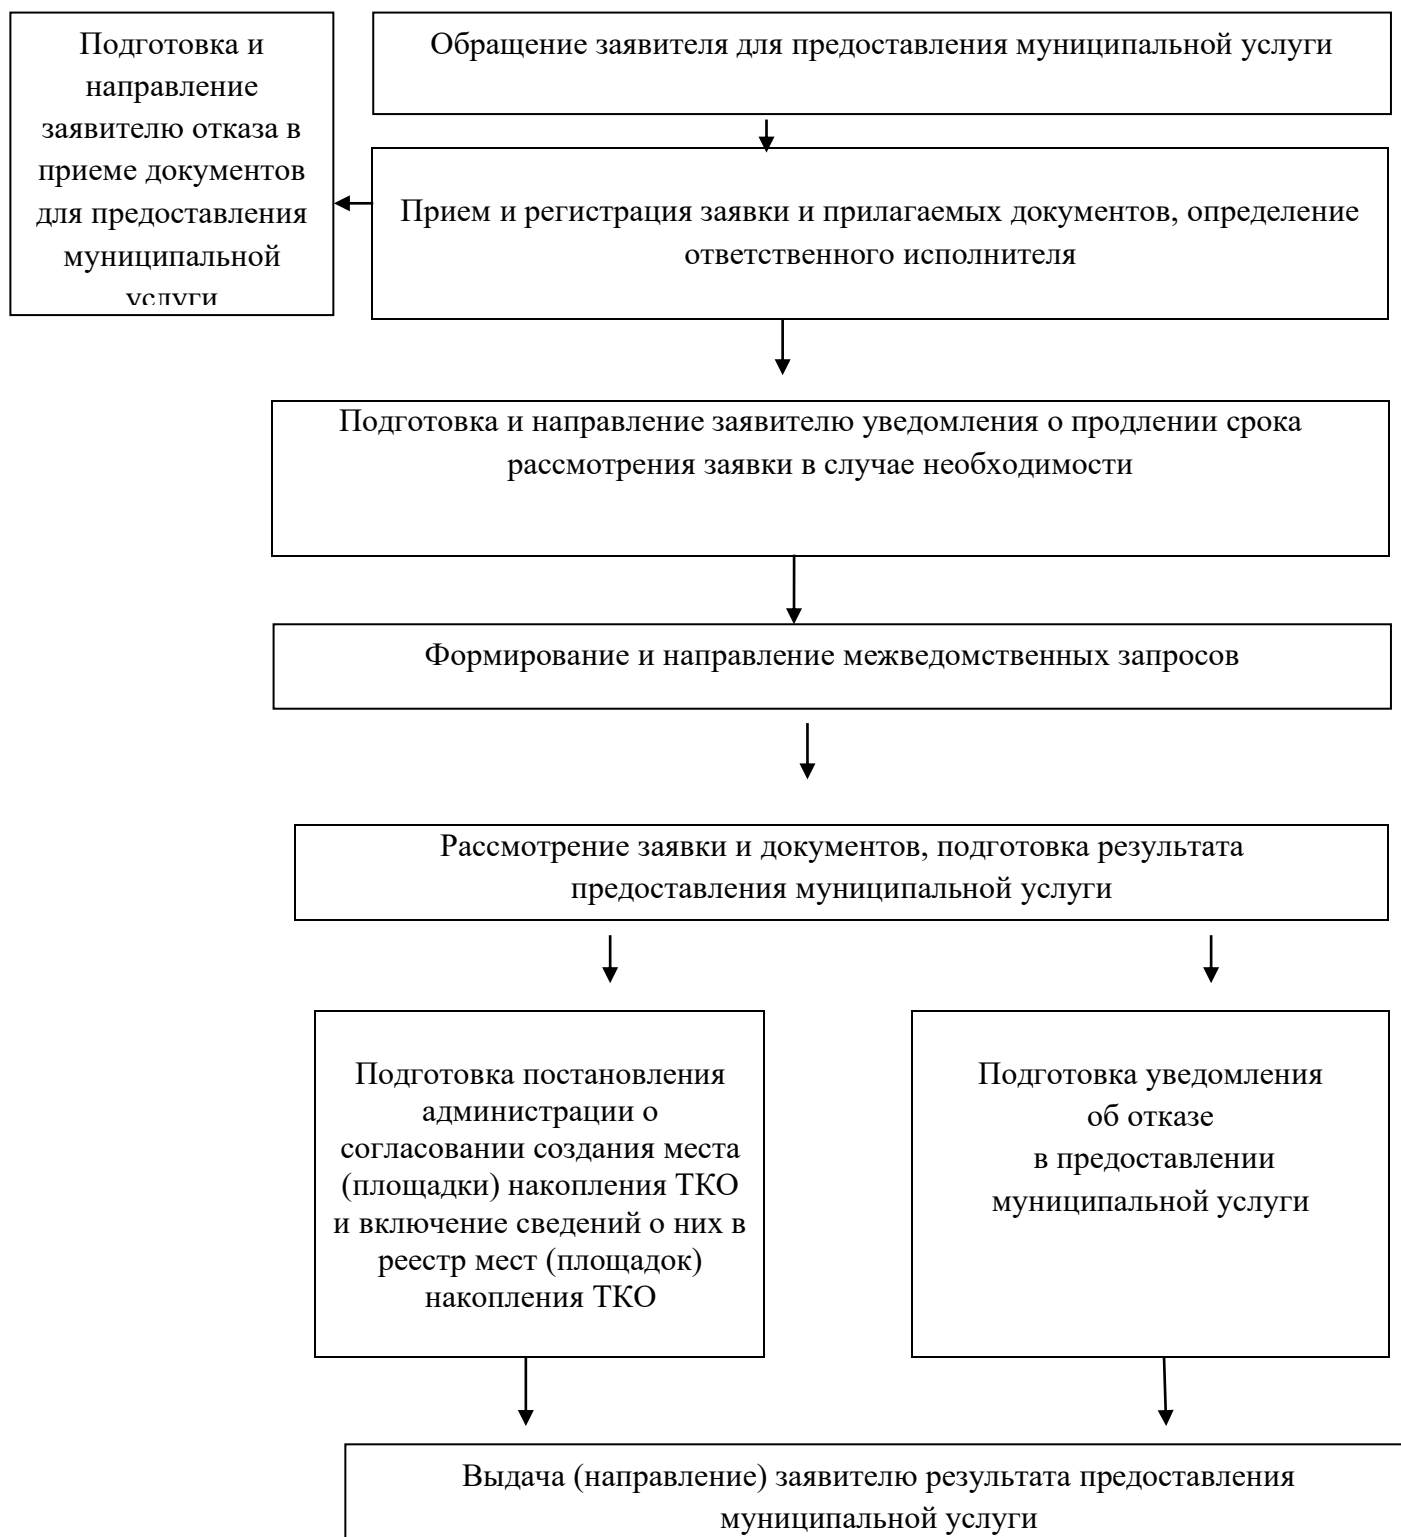 Подготовка и
направление
заявителю отказа в
приеме документов
для предоставления
муниципальной
услуги
Обращение заявителя для предоставления муниципальной услуги
Прием и регистрация заявки и прилагаемых документов, определение
ответственного исполнителя
Подготовка и направление заявителю уведомления о продлении срока
рассмотрения заявки в случае необходимости
Формирование и направление межведомственных запросов
Рассмотрение заявки и документов, подготовка результата
предоставления муниципальной услуги
Подготовка постановления
администрации о
согласовании создания места
(площадки) накопления ТКО
и включение сведений о них в
реестр мест (площадок)
накопления ТКО
Подготовка уведомления
об отказе
в предоставлении
муниципальной услуги
Выдача (направление) заявителю результата предоставления
муниципальной услуги